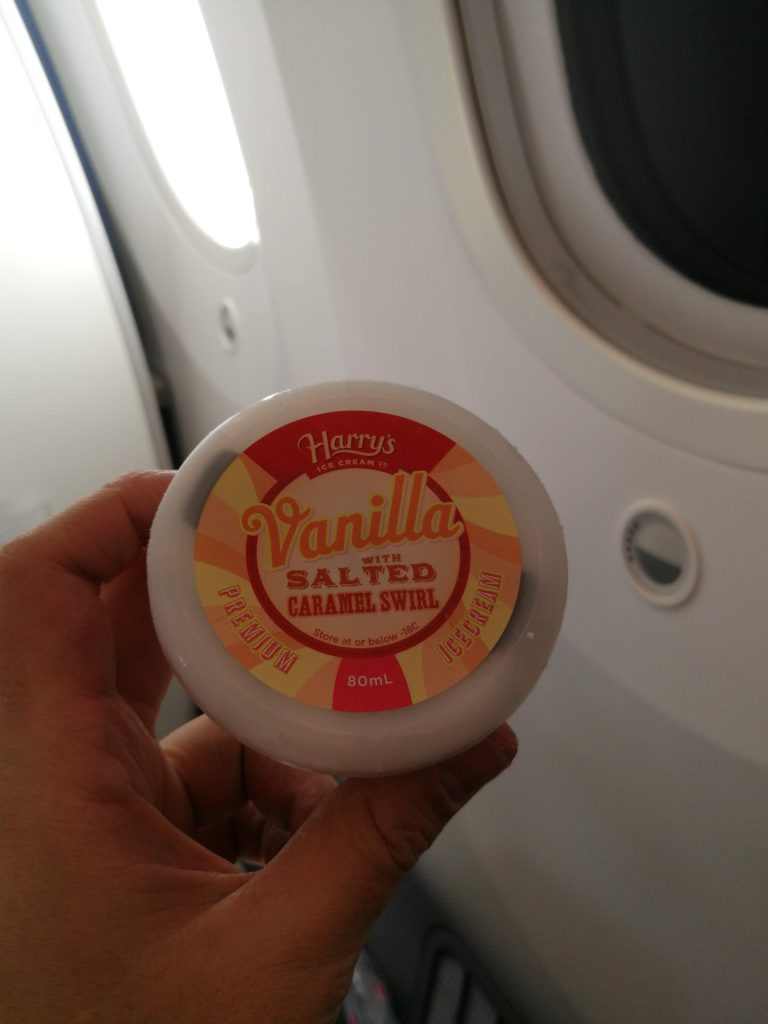 Harry's
ICE CREAM CO
Vanilla
WITH
SALTED
CARAMEL SWIRL
Store at or below -18C
PREMIUM
ICECREAM
80mL